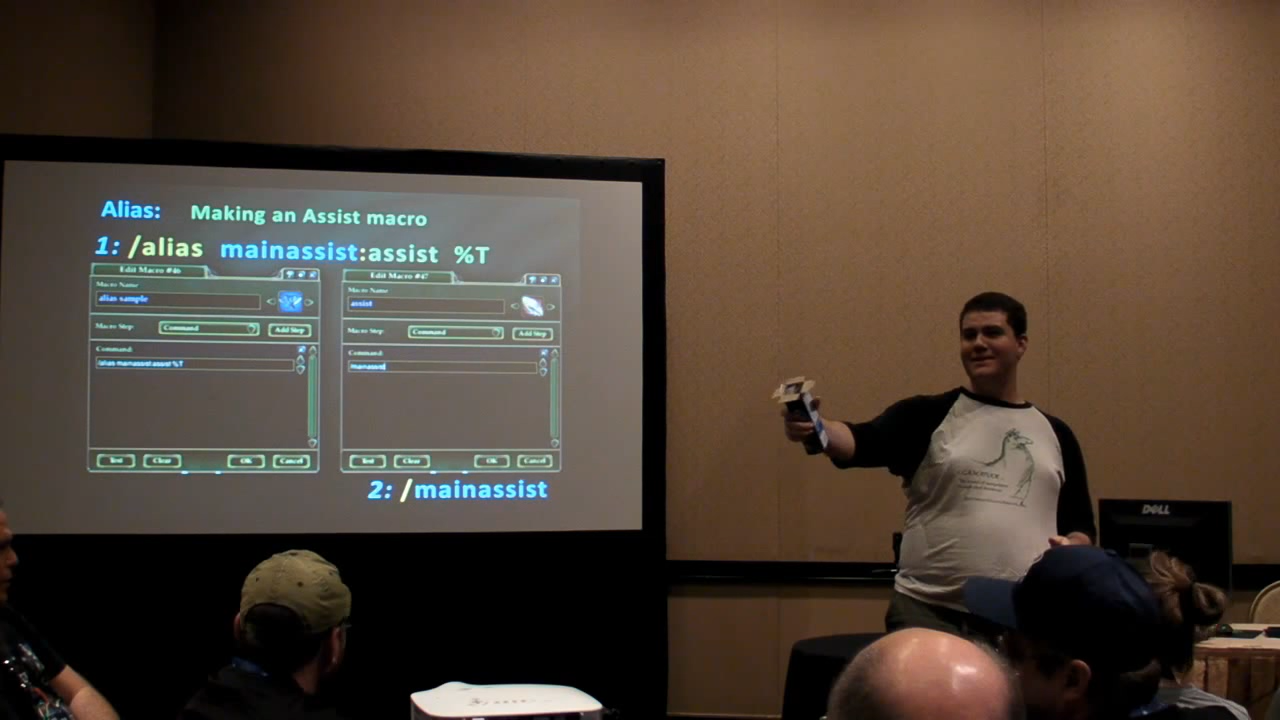 Alias: Making an Assist macro
1: /alias mainassist:assist %T
Edit Macro #46
Macro Name
alias sample
Macro Step:
Command
Add Step
Command:
/alias mainassist:assist %T
Test
Clear
OK
Cancel
Edit Macro #47
Macro Name
assist
Macro Step:
Command
Add Step
Command:
/mainassist
Test
Clear
OK
Cancel
2: /mainassist
DELL